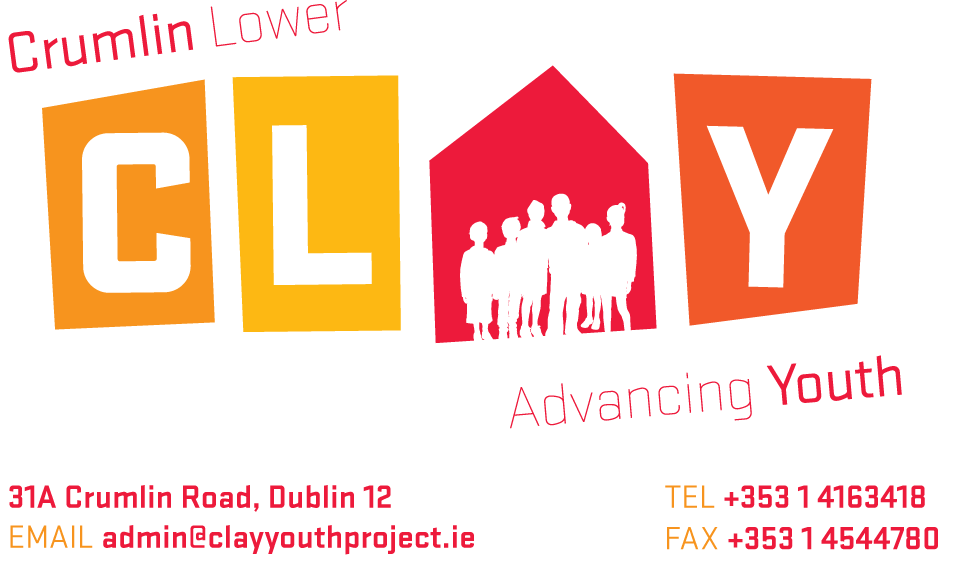 Crumlin Lower
CL Y
Advancing Youth
31A Crumlin Road, Dublin 12
EMAIL admin@clayyouthproject.ie
TEL +353 1 4163418
FAX +353 1 4544780